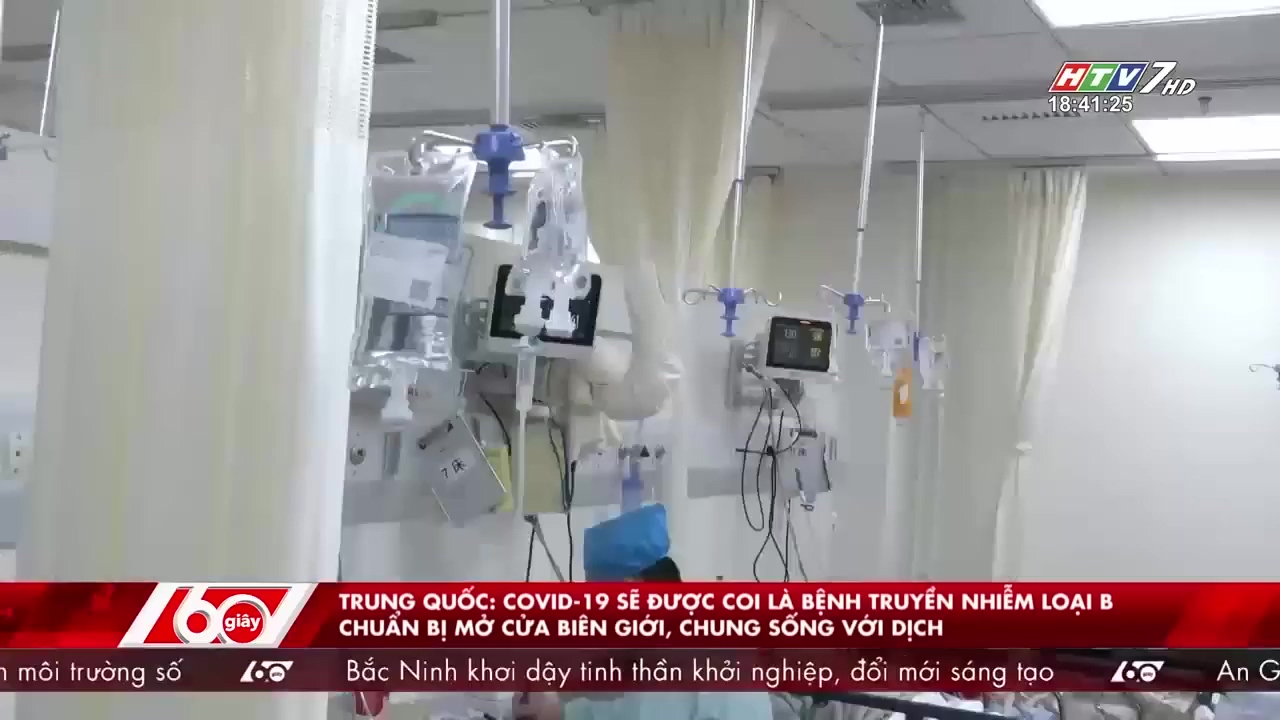 HTV7 HD
18:41:25
130
7床
60 giây
TRUNG QUỐC: COVID-19 SẼ ĐƯỢC COI LÀ BỆNH TRUYỀN NHIỄM LOẠI B
CHUẨN BỊ MỞ CỬA BIÊN GIỚI, CHUNG SỐNG VỚI DỊCH
môi trường số
Bắc Ninh khơi dậy tinh thần khởi nghiệp, đổi mới sáng tạo
An G